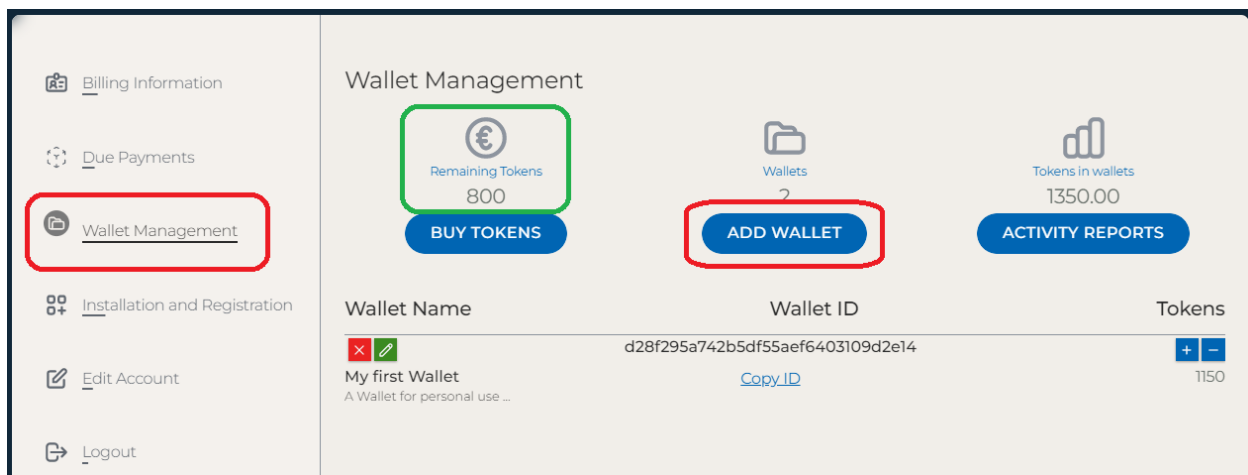 Billing Information
Due Payments
Wallet Management
Installation and Registration
Edit Account
Logout
Wallet Management
Remaining Tokens
800
BUY TOKENS
Wallets
2
ADD WALLET
Tokens in wallets
1350.00
ACTIVITY REPORTS
Wallet Name Wallet ID Tokens
d28f295a742b5df55aef6403109d2e14
+ −
My first Wallet Copy ID 1150
A Wallet for personal use ...